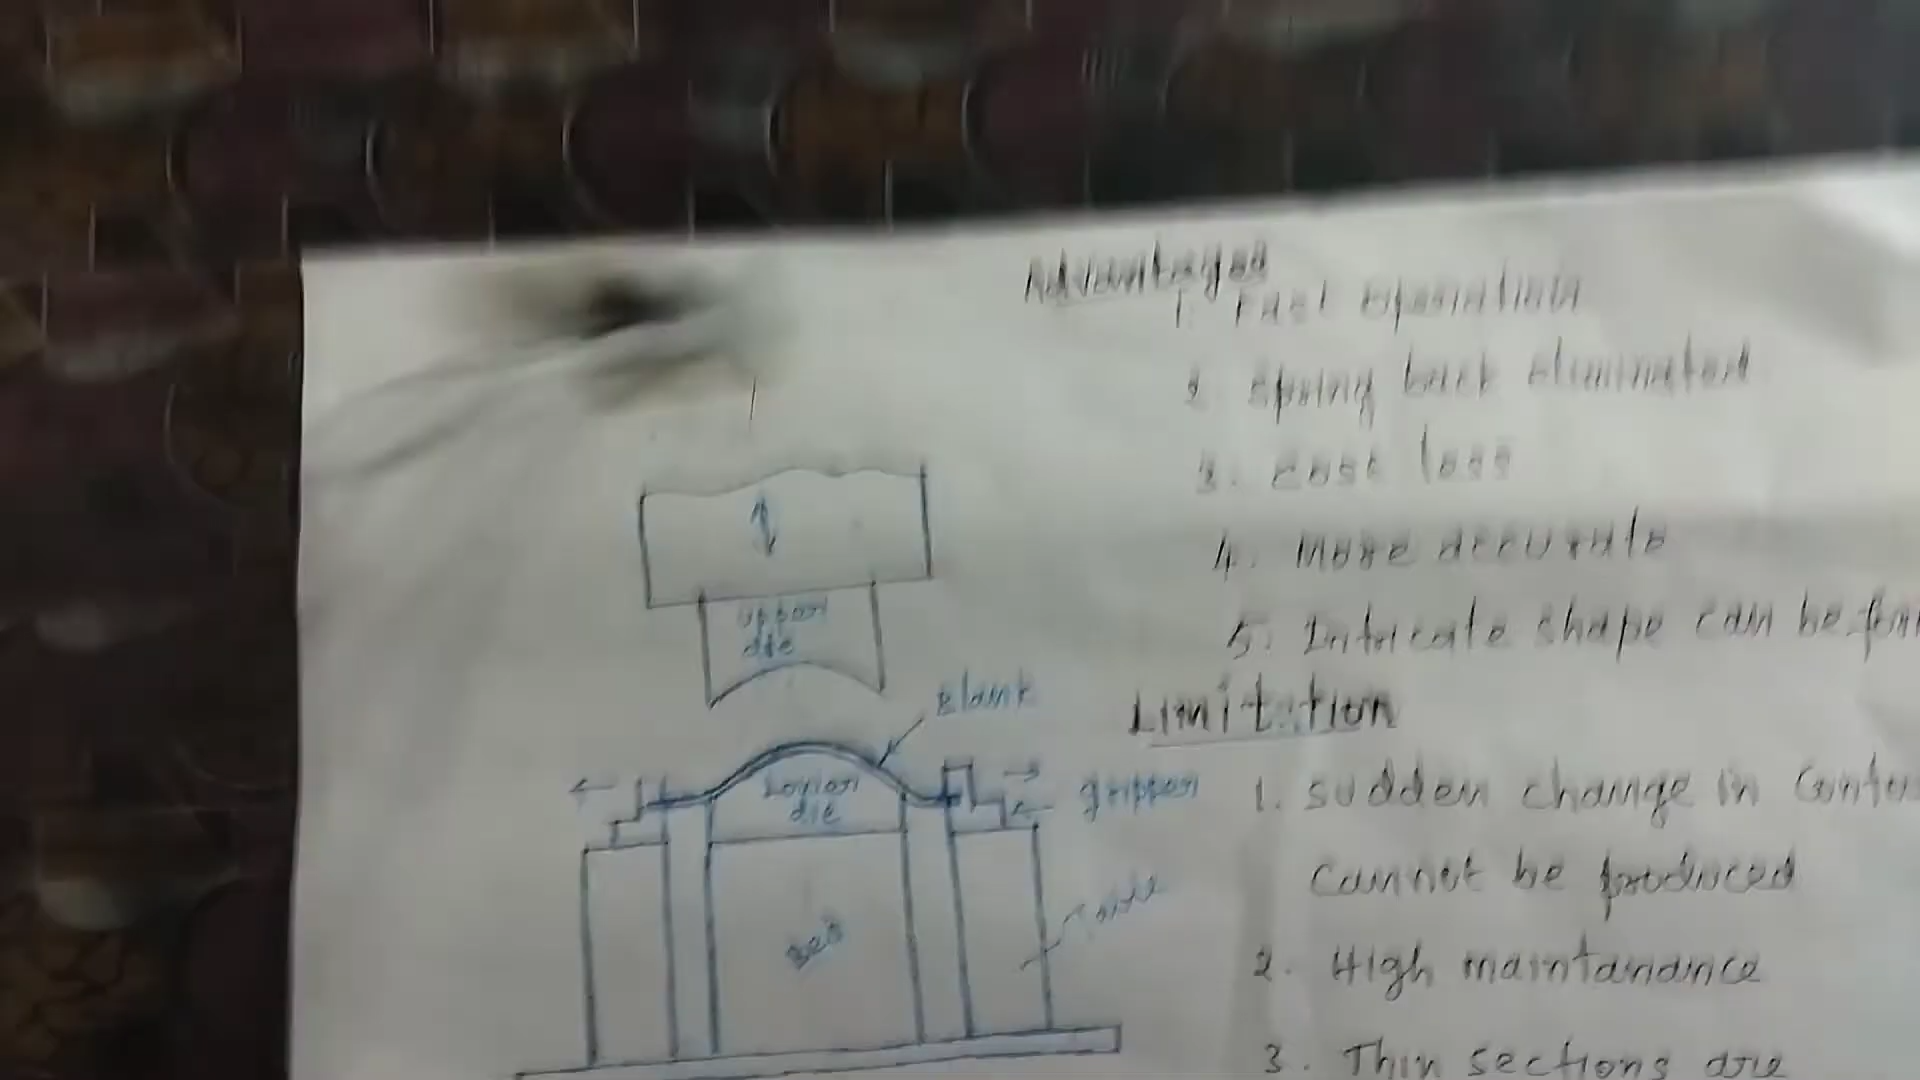 Advantages
1. Fast operation
2. Spring back eliminated
3. Cost less
4. More accurate
5. Intricate shape can be
Limitation
1. Sudden change in
cannot be produced
2. High maintanance
3. Thin sections are
upper
die
Blank
Lower
die
gripper
Bed
Table